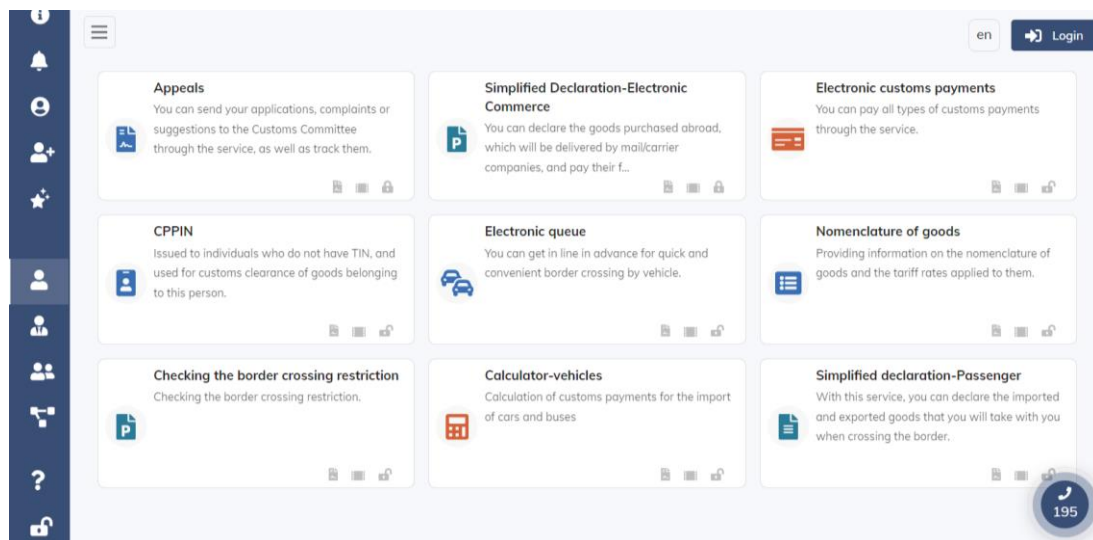 en
Login
Appeals
You can send your applications, complaints or
suggestions to the Customs Committee
through the service, as well as track them.
Simplified Declaration-Electronic
Commerce
You can declare the goods purchased abroad,
which will be delivered by mail/carrier
companies, and pay their f...
Electronic customs payments
You can pay all types of customs payments
through the service.
CPPIN
Issued to individuals who do not have TIN, and
used for customs clearance of goods belonging
to this person.
Electronic queue
You can get in line in advance for quick and
convenient border crossing by vehicle.
Nomenclature of goods
Providing information on the nomenclature of
goods and the tariff rates applied to them.
Checking the border crossing restriction
Checking the border crossing restriction.
Calculator-vehicles
Calculation of customs payments for the import
of cars and buses
Simplified declaration-Passenger
With this service, you can declare the imported
and exported goods that you will take with you
when crossing the border.
195